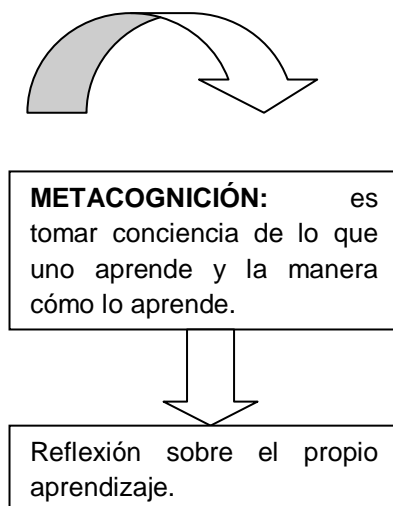 METACOGNICIÓN: es
tomar conciencia de lo que
uno aprende y la manera
cómo lo aprende.
Reflexión sobre el propio
aprendizaje.